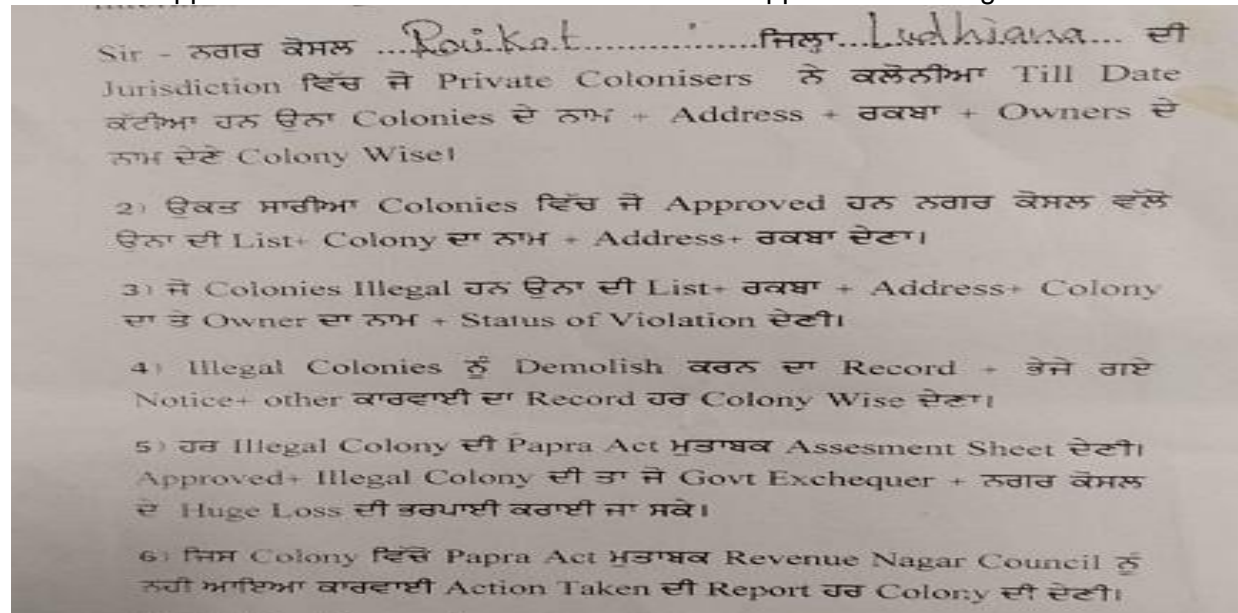 Sir - ਨਗਰ ਕੋਸਲ ...Raikot..............ਜਿਲ੍ਹਾ...Ludhiana... ਦੀ
Jurisdiction ਵਿੱਚ ਜੋ Private Colonisers ਨੇ ਕਲੋਨੀਆ Till Date
ਕੱਟੀਆ ਹਨ ਉਨਾ Colonies ਦੇ ਨਾਮ + Address + ਰਕਬਾ + Owners ਦੇ
ਨਾਮ ਦੇਣੇ Colony Wise।
2) ਉਕਤ ਸਾਰੀਆ Colonies ਵਿੱਚ ਜੋ Approved ਹਨ ਨਗਰ ਕੋਸਲ ਵੱਲੋ
ਉਨਾ ਦੀ List+ Colony ਦਾ ਨਾਮ + Address+ ਰਕਬਾ ਦੇਣਾ।
3) ਜੋ Colonies Illegal ਹਨ ਉਨਾ ਦੀ List+ ਰਕਬਾ + Address+ Colony
ਦਾ ਤੇ Owner ਦਾ ਨਾਮ + Status of Violation ਦੇਣੀ।
4) Illegal Colonies ਨੂੰ Demolish ਕਰਨ ਦਾ Record + ਭੇਜੇ ਗਏ
Notice+ other ਕਾਰਵਾਈ ਦਾ Record ਹਰ Colony Wise ਦੇਣਾ।
5) ਹਰ Illegal Colony ਦੀ Papra Act ਮੁਤਾਬਕ Assesment Sheet ਦੇਣੀ।
Approved+ Illegal Colony ਦੀ ਤਾ ਜੋ Govt Exchequer + ਨਗਰ ਕੋਸਲ
ਦੇ Huge Loss ਦੀ ਭਰਪਾਈ ਕਰਾਈ ਜਾ ਸਕੇ।
6) ਜਿਸ Colony ਵਿੱਚੋ Papra Act ਮੁਤਾਬਕ Revenue Nagar Council ਨੂੰ
ਨਹੀ ਆਇਆ ਕਾਰਵਾਈ Action Taken ਦੀ Report ਹਰ Colony ਦੀ ਦੇਣੀ।